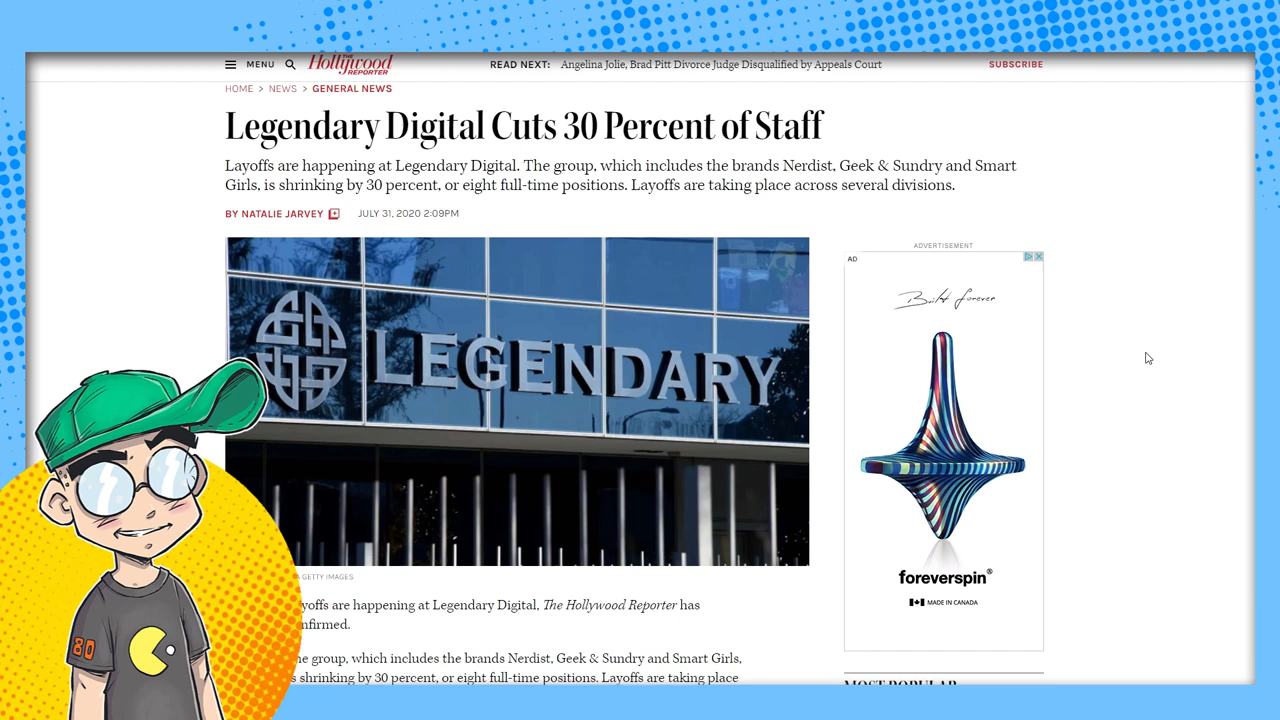 MENU
THE
Hollywood
REPORTER
READ NEXT: Angelina Jolie, Brad Pitt Divorce Judge Disqualified by Appeals Court
SUBSCRIBE
HOME > NEWS > GENERAL NEWS
Legendary Digital Cuts 30 Percent of Staff
Layoffs are happening at Legendary Digital. The group, which includes the brands Nerdist, Geek & Sundry and Smart
Girls, is shrinking by 30 percent, or eight full-time positions. Layoffs are taking place across several divisions.
BY NATALIE JARVEY
JULY 31, 2020 2:09PM
LEGENDARY
ADVERTISEMENT
AD
Built forever
foreverspin®
MADE IN CANADA
GETTY IMAGES
yoffs are happening at Legendary Digital, The Hollywood Reporter has
nfirmed.
he group, which includes the brands Nerdist, Geek & Sundry and Smart Girls,
s shrinking by 30 percent, or eight full-time positions. Layoffs are taking place
MOST POPULAR
80